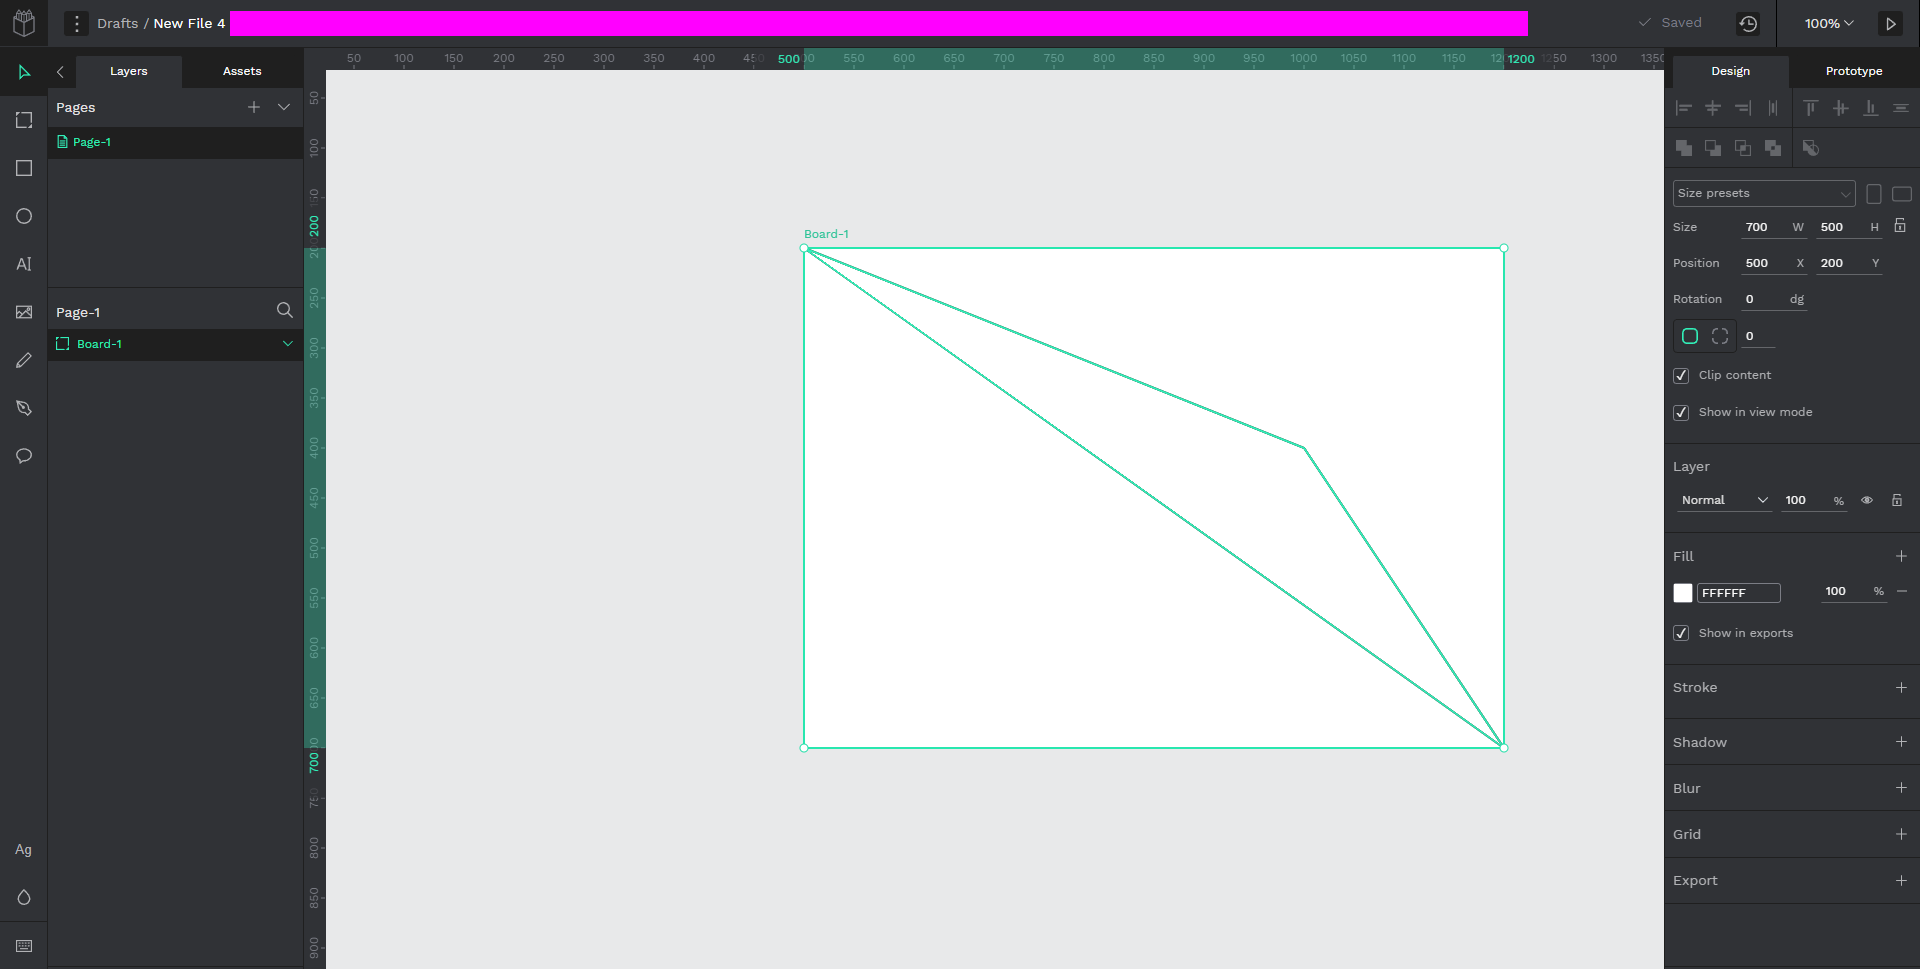 Drafts / New File 4
Saved
100%
Layers
Assets
Pages
Page-1
Page-1
Board-1
50 100 150 200 250 300 350 400 500 550 600 650 700 750 800 850 900 950 1000 1050 1100 1150 1200 1250 1300 1350
50
100
200
250
300
350
400
450
500
550
600
650
700
750
800
850
900
Board-1
AI
Ag
Design
Prototype
Size presets
Size 700 W 500 H
Position 500 X 200 Y
Rotation 0 dg
0
Clip content
Show in view mode
Layer
Normal 100 %
Fill
FFFFFF 100 %
Show in exports
Stroke
Shadow
Blur
Grid
Export